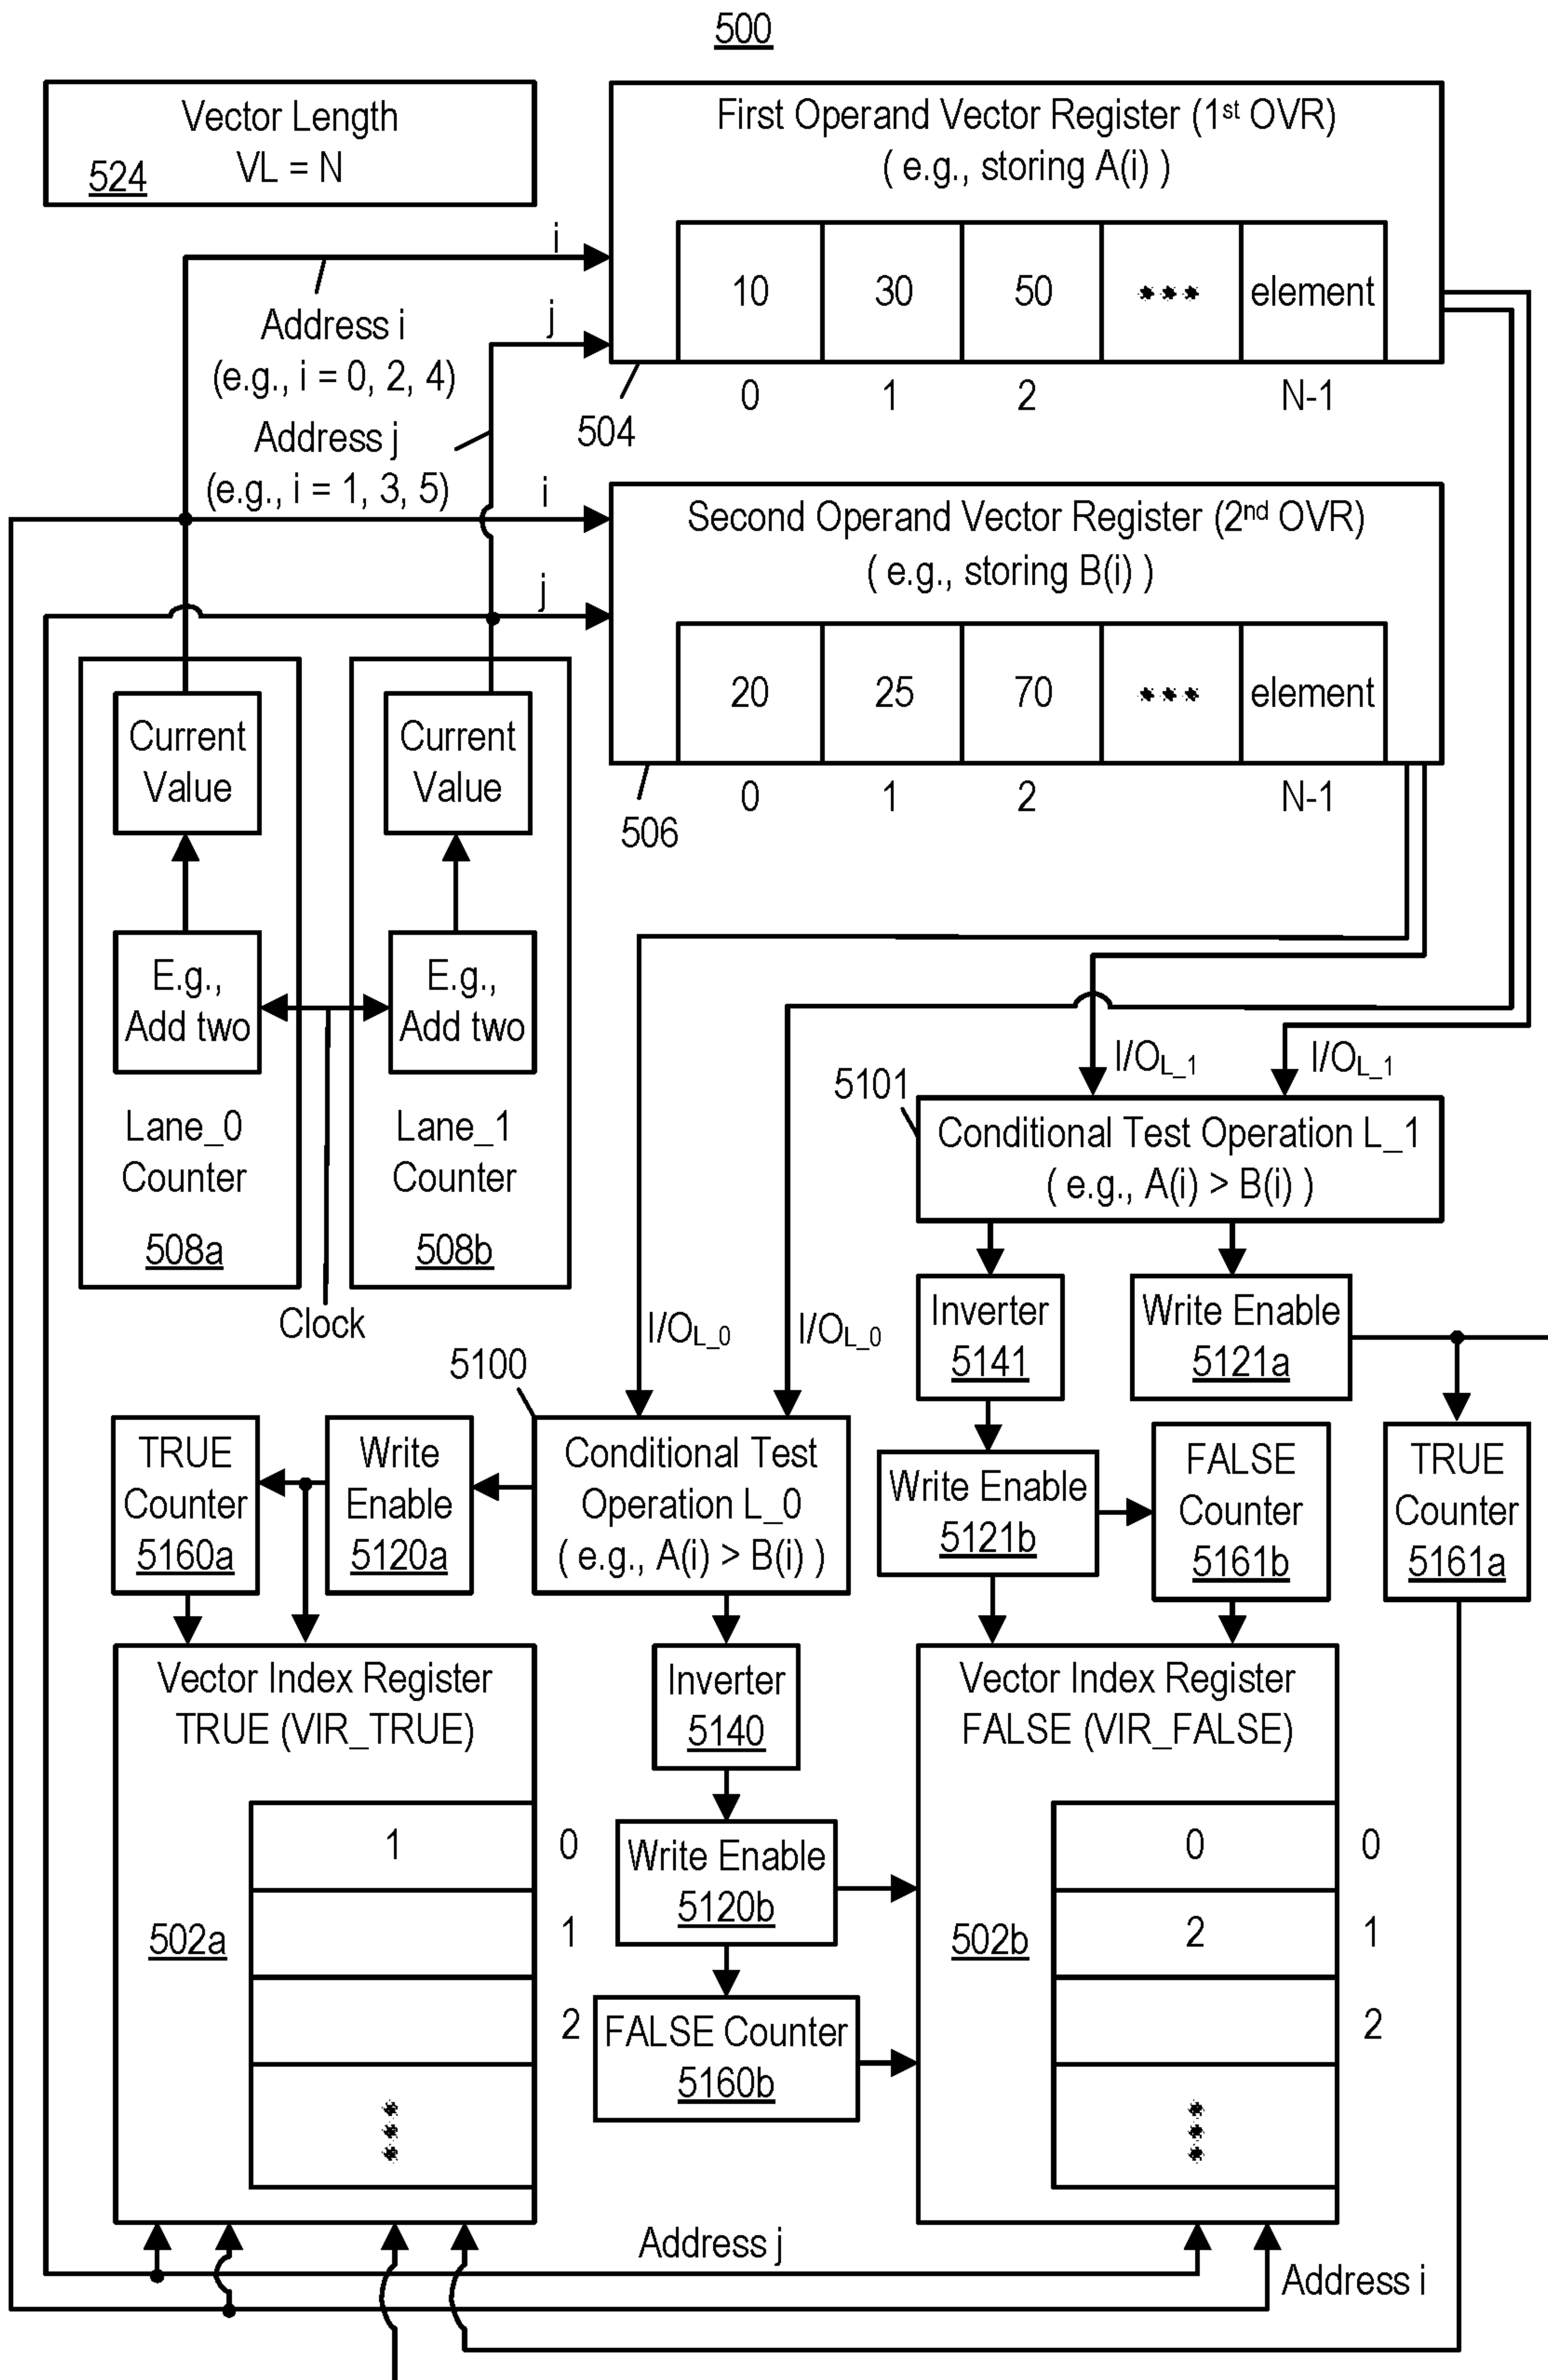 500
Vector Length
VL = N
524
First Operand Vector Register (1st OVR)
( e.g., storing A(i) )
10 30 50 *** element
0 1 2 N-1
504
i
j
Address i
(e.g., i = 0, 2, 4)
Address j
(e.g., i = 1, 3, 5)
i
j
Second Operand Vector Register (2nd OVR)
( e.g., storing B(i) )
20 25 70 *** element
0 1 2 N-1
506
Current
Value
E.g.,
Add two
Lane_0
Counter
508a
Current
Value
E.g.,
Add two
Lane_1
Counter
508b
Clock
I/OL_1
I/OL_1
5101
Conditional Test Operation L_1
( e.g., A(i) > B(i) )
Inverter
5141
Write Enable
5121a
I/OL_0
I/OL_0
5100
TRUE
Counter
5160a
Write
Enable
5120a
Conditional Test
Operation L_0
( e.g., A(i) > B(i) )
Write Enable
5121b
FALSE
Counter
5161b
TRUE
Counter
5161a
Vector Index Register
TRUE (VIR_TRUE)
502a
1
0
1
2
***
Inverter
5140
Write Enable
5120b
FALSE Counter
5160b
Vector Index Register
FALSE (VIR_FALSE)
502b
0
2
0
1
2
***
Address j
Address i